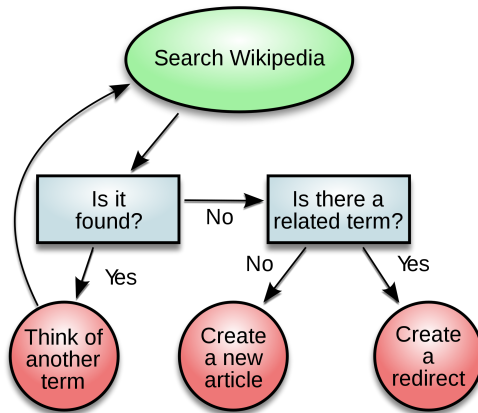 Search Wikipedia
Is it
found?
No
Is there a
related term?
Yes
No
Yes
Think of
another
term
Create
a new
article
Create
a
redirect